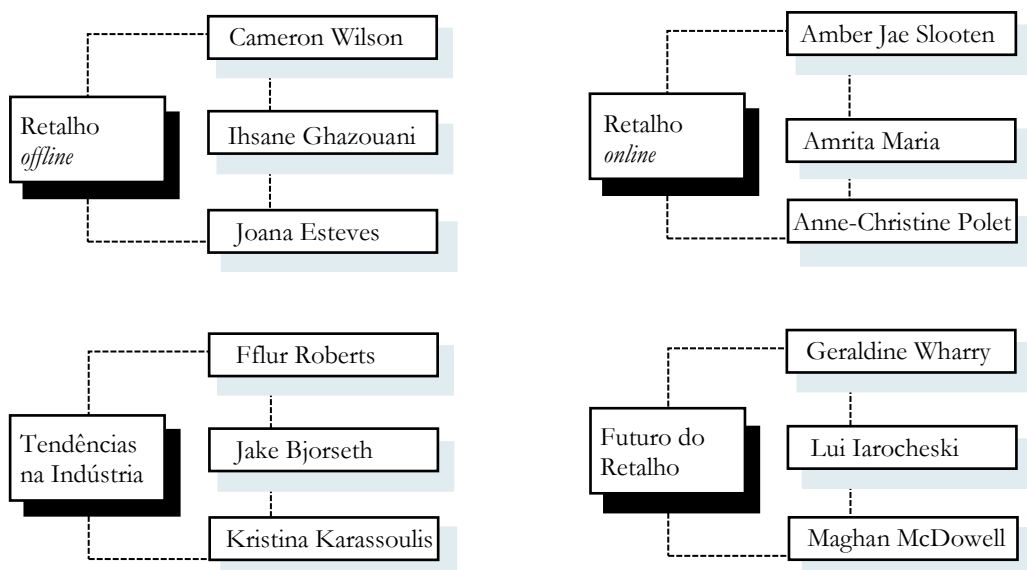 Cameron Wilson
Retalho
offline
Ihsane Ghazouani
Joana Esteves
Amber Jae Slooten
Retalho
online
Amrita Maria
Anne-Christine Polet
Fflur Roberts
Tendências
na Indústria
Jake Bjorseth
Kristina Karassoulis
Geraldine Wharry
Futuro do
Retalho
Lui Iarocheski
Maghan McDowell